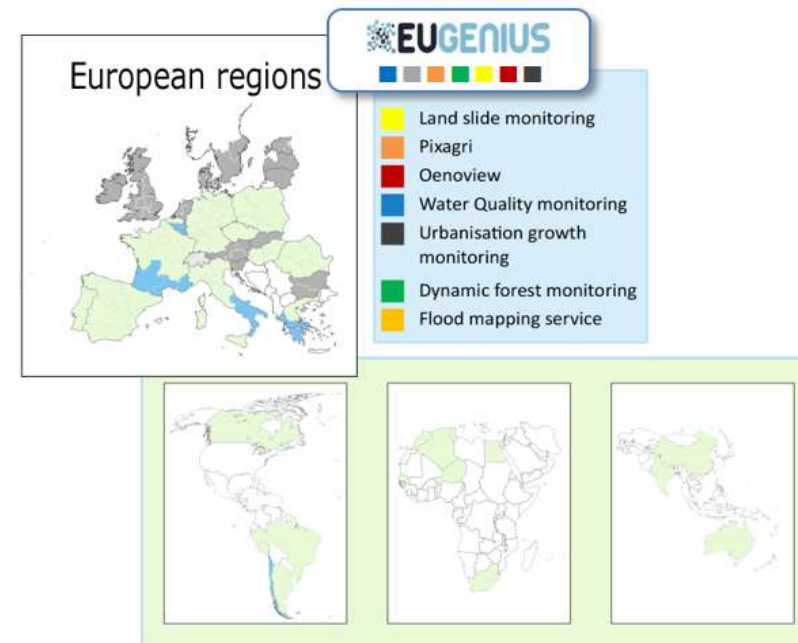 EUGENIUS
European regions
Land slide monitoring
Pixagri
Oenoview
Water Quality monitoring
Urbanisation growth
monitoring
Dynamic forest monitoring
Flood mapping service